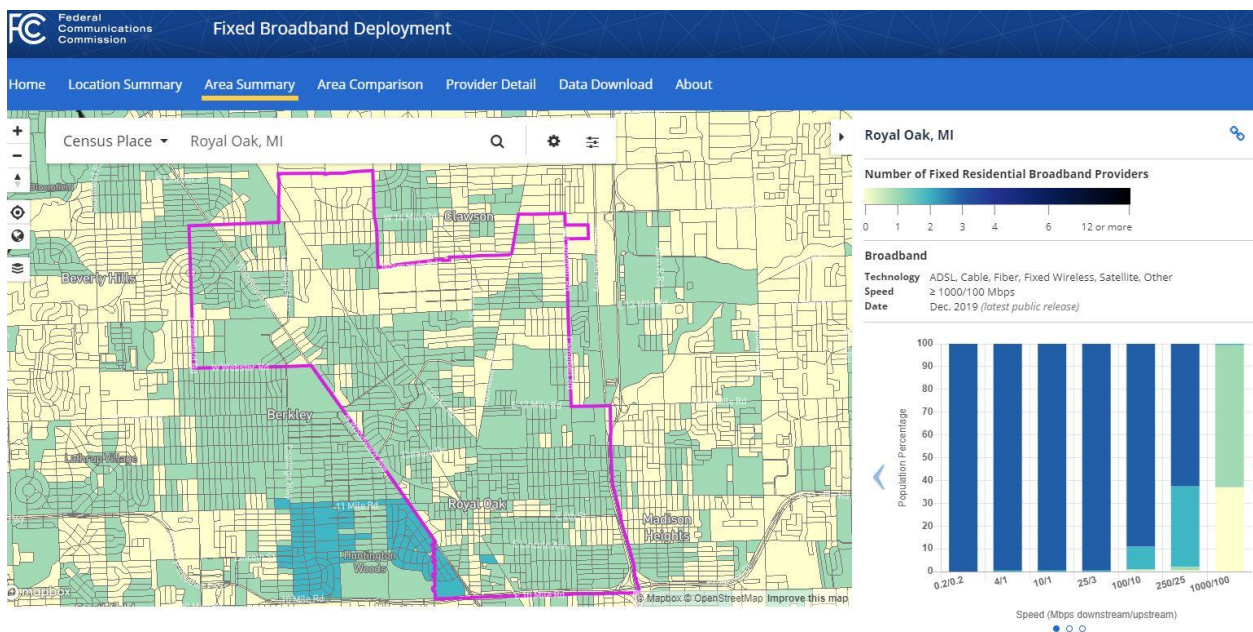 FCC Federal
Communications
Commission
Fixed Broadband Deployment
Home Location Summary Area Summary Area Comparison Provider Detail Data Download About
Census Place Royal Oak, MI
Royal Oak, MI
Number of Fixed Residential Broadband Providers
0 1 2 3 4 6 12 or more
Broadband
Technology ADSL, Cable, Fiber, Fixed Wireless, Satellite, Other
Speed ≥ 1000/100 Mbps
Date Dec. 2019 (latest public release)
Clawson
Beverly Hills
W Webster Rd
Berkley
Lathrup Village
11 Mile Rd
Royal Oak
Madison
Heights
Huntington
Woods
mapbox
© Mapbox © OpenStreetMap Improve this map
Population Percentage
100
90
80
70
60
50
40
30
20
10
0
0.2/0.2 4/1 10/1 25/3 100/10 250/25 1000/100
Speed (Mbps downstream/upstream)